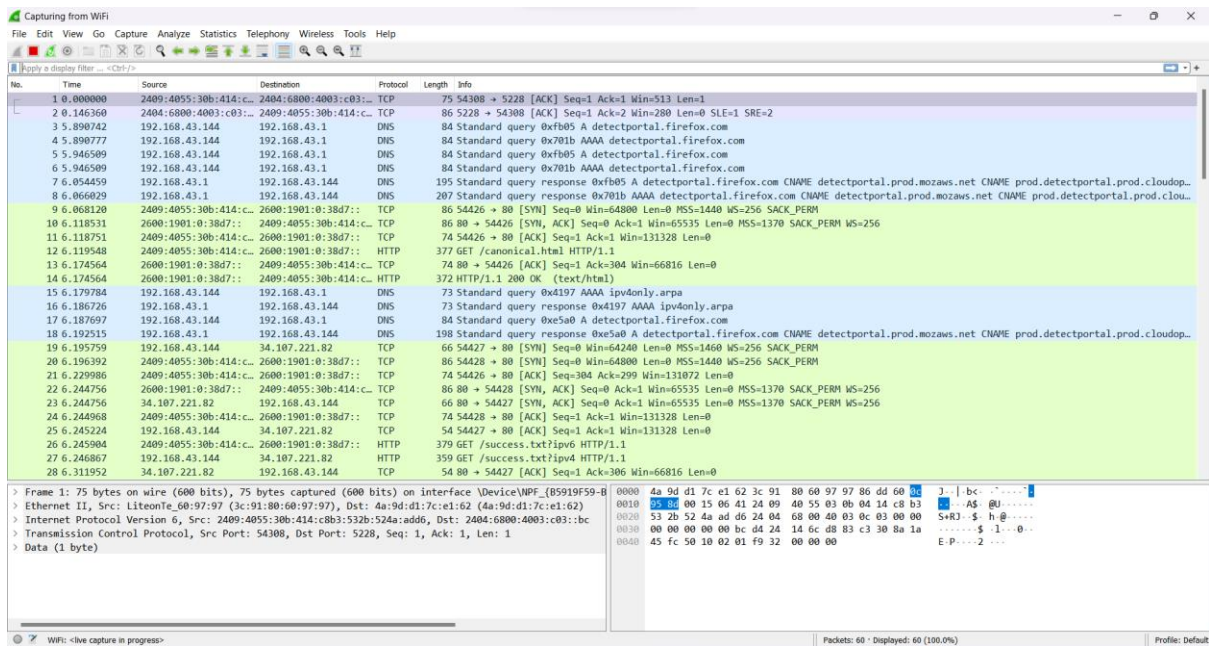 Capturing from WiFi
File Edit View Go Capture Analyze Statistics Telephony Wireless Tools Help
Apply a display filter ... <Ctrl-/>
No. Time Source Destination Protocol Length Info
1 0.000000 2409:4055:30b:414:c… 2404:6800:4003:c03:… TCP 75 54308 → 5228 [ACK] Seq=1 Ack=1 Win=513 Len=1
2 0.146360 2404:6800:4003:c03:… 2409:4055:30b:414:c… TCP 86 5228 → 54308 [ACK] Seq=1 Ack=2 Win=280 Len=0 SLE=1 SRE=2
3 5.890742 192.168.43.144 192.168.43.1 DNS 84 Standard query 0xfb05 A detectportal.firefox.com
4 5.890777 192.168.43.144 192.168.43.1 DNS 84 Standard query 0x701b AAAA detectportal.firefox.com
5 5.946509 192.168.43.144 192.168.43.1 DNS 84 Standard query 0xfb05 A detectportal.firefox.com
6 5.946509 192.168.43.144 192.168.43.1 DNS 84 Standard query 0x701b AAAA detectportal.firefox.com
7 6.054459 192.168.43.1 192.168.43.144 DNS 195 Standard query response 0xfb05 A detectportal.firefox.com CNAME detectportal.prod.mozaws.net CNAME prod.detectportal.prod.cloudop…
8 6.066029 192.168.43.1 192.168.43.144 DNS 207 Standard query response 0x701b AAAA detectportal.firefox.com CNAME detectportal.prod.mozaws.net CNAME prod.detectportal.prod.clou…
9 6.068120 2409:4055:30b:414:c… 2600:1901:0:38d7:: TCP 86 54426 → 80 [SYN] Seq=0 Win=64800 Len=0 MSS=1440 WS=256 SACK_PERM
10 6.118531 2600:1901:0:38d7:: 2409:4055:30b:414:c… TCP 86 80 → 54426 [SYN, ACK] Seq=0 Ack=1 Win=65535 Len=0 MSS=1370 SACK_PERM WS=256
11 6.118751 2409:4055:30b:414:c… 2600:1901:0:38d7:: TCP 74 54426 → 80 [ACK] Seq=1 Ack=1 Win=131328 Len=0
12 6.119548 2409:4055:30b:414:c… 2600:1901:0:38d7:: HTTP 377 GET /canonical.html HTTP/1.1
13 6.174564 2600:1901:0:38d7:: 2409:4055:30b:414:c… TCP 74 80 → 54426 [ACK] Seq=1 Ack=304 Win=66816 Len=0
14 6.174564 2600:1901:0:38d7:: 2409:4055:30b:414:c… HTTP 372 HTTP/1.1 200 OK (text/html)
15 6.179784 192.168.43.144 192.168.43.1 DNS 73 Standard query 0x4197 AAAA ipv4only.arpa
16 6.186726 192.168.43.1 192.168.43.144 DNS 73 Standard query response 0x4197 AAAA ipv4only.arpa
17 6.187697 192.168.43.144 192.168.43.1 DNS 84 Standard query 0xe5a0 A detectportal.firefox.com
18 6.192515 192.168.43.1 192.168.43.144 DNS 198 Standard query response 0xe5a0 A detectportal.firefox.com CNAME detectportal.prod.mozaws.net CNAME prod.detectportal.prod.cloudop…
19 6.195759 192.168.43.144 34.107.221.82 TCP 66 54427 → 80 [SYN] Seq=0 Win=64240 Len=0 MSS=1460 WS=256 SACK_PERM
20 6.196392 2409:4055:30b:414:c… 2600:1901:0:38d7:: TCP 86 54428 → 80 [SYN] Seq=0 Win=64800 Len=0 MSS=1440 WS=256 SACK_PERM
21 6.229986 2409:4055:30b:414:c… 2600:1901:0:38d7:: TCP 74 54426 → 80 [ACK] Seq=304 Ack=299 Win=131072 Len=0
22 6.244756 2600:1901:0:38d7:: 2409:4055:30b:414:c… TCP 86 80 → 54428 [SYN, ACK] Seq=0 Ack=1 Win=65535 Len=0 MSS=1370 SACK_PERM WS=256
23 6.244756 34.107.221.82 192.168.43.144 TCP 66 80 → 54427 [SYN, ACK] Seq=0 Ack=1 Win=65535 Len=0 MSS=1370 SACK_PERM WS=256
24 6.244968 2409:4055:30b:414:c… 2600:1901:0:38d7:: TCP 74 54428 → 80 [ACK] Seq=1 Ack=1 Win=131328 Len=0
25 6.245224 192.168.43.144 34.107.221.82 TCP 54 54427 → 80 [ACK] Seq=1 Ack=1 Win=131328 Len=0
26 6.245904 2409:4055:30b:414:c… 2600:1901:0:38d7:: HTTP 379 GET /success.txt?ipv6 HTTP/1.1
27 6.246867 192.168.43.144 34.107.221.82 HTTP 359 GET /success.txt?ipv4 HTTP/1.1
28 6.311952 34.107.221.82 192.168.43.144 TCP 54 80 → 54427 [ACK] Seq=1 Ack=306 Win=66816 Len=0
> Frame 1: 75 bytes on wire (600 bits), 75 bytes captured (600 bits) on interface \Device\NPF_{B5919F59-B
> Ethernet II, Src: LiteonTe_60:97:97 (3c:91:80:60:97:97), Dst: 4a:9d:d1:7c:e1:62 (4a:9d:d1:7c:e1:62)
> Internet Protocol Version 6, Src: 2409:4055:30b:414:c8b3:532b:524a:add6, Dst: 2404:6800:4003:c03::bc
> Transmission Control Protocol, Src Port: 54308, Dst Port: 5228, Seq: 1, Ack: 1, Len: 1
> Data (1 byte)
0000 4a 9d d1 7c e1 62 3c 91 80 60 97 97 86 dd 60 0c J··|·b<· ·`····`·
0010 95 8d 00 15 06 41 24 09 40 55 03 0b 04 14 c8 b3 ·····A$· @U······
0020 53 2b 52 4a ad d6 24 04 68 00 40 03 0c 03 00 00 S+RJ··$· h·@·····
0030 00 00 00 00 00 bc d4 24 14 6c cd 83 c3 30 8a 1a ·······$ ·l···0··
0040 45 fc 50 10 02 01 f9 32 00 00 00 E·P····2 ···
WiFi: <live capture in progress>
Packets: 60 · Displayed: 60 (100.0%)
Profile: Default